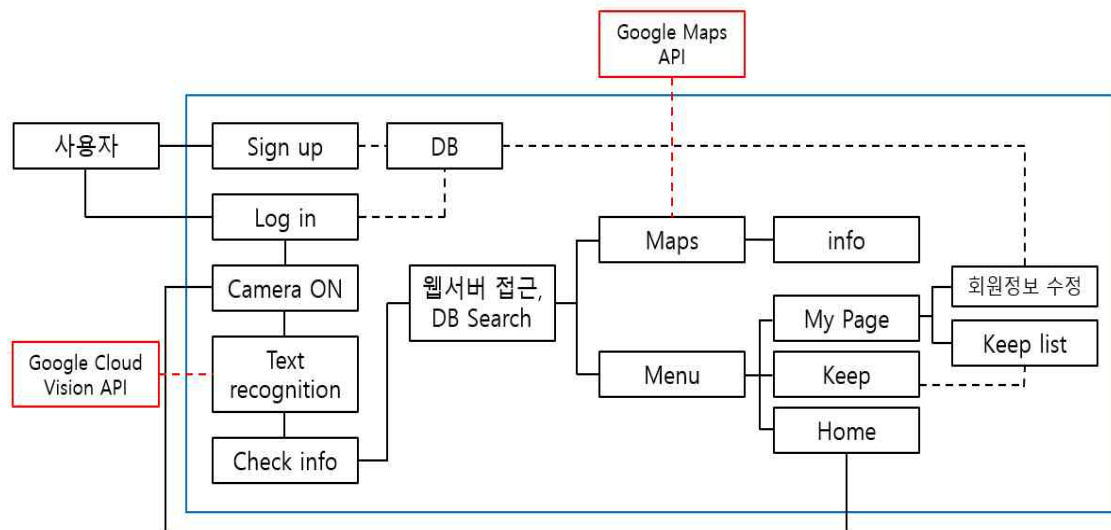 Google Maps
API
사용자
Sign up
DB
Log in
Maps
info
Camera ON
웹서버 접근,
DB Search
회원정보 수정
My Page
Keep list
Google Cloud
Vision API
Text
recognition
Menu
Keep
Home
Check info